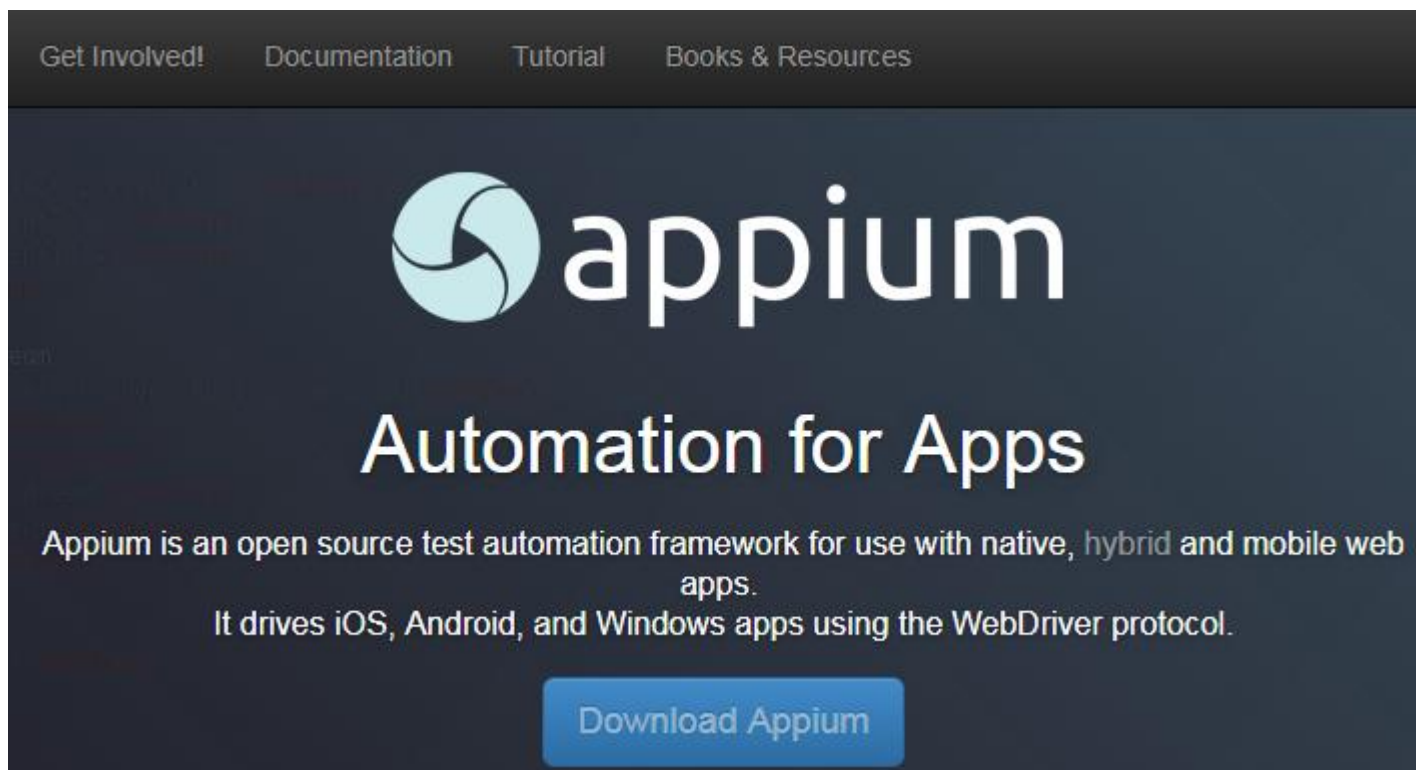 Get Involved! Documentation Tutorial Books & Resources
appium
Automation for Apps
Appium is an open source test automation framework for use with native, hybrid and mobile web
apps.
It drives iOS, Android, and Windows apps using the WebDriver protocol.
Download Appium